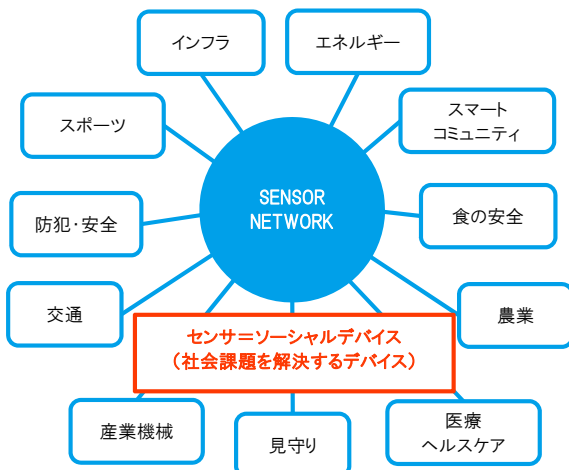 インフラ
エネルギー
スポーツ
スマート
コミュニティ
SENSOR
NETWORK
防犯・安全
食の安全
交通
農業
センサ＝ソーシャルデバイス
（社会課題を解決するデバイス）
産業機械
見守り
医療
ヘルスケア